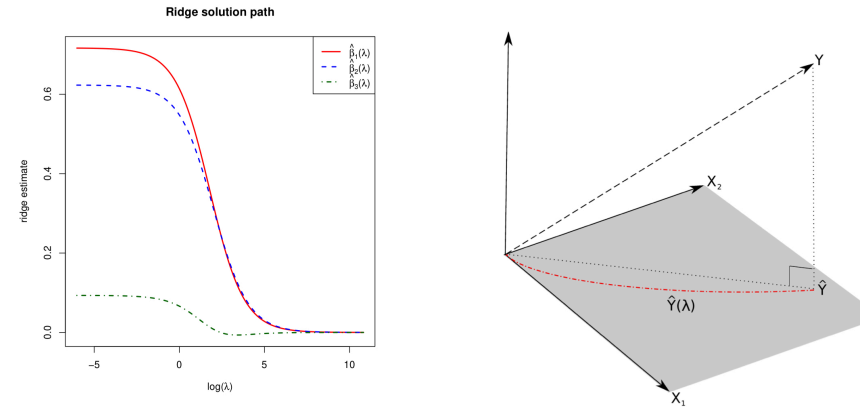 Ridge solution path
β̂₁(λ)
β̂₂(λ)
β̂₃(λ)
ridge estimate
0.6
0.4
0.2
0.0
−5
0
5
10
log(λ)
Y
X₂
Ŷ
Ŷ(λ)
X₁